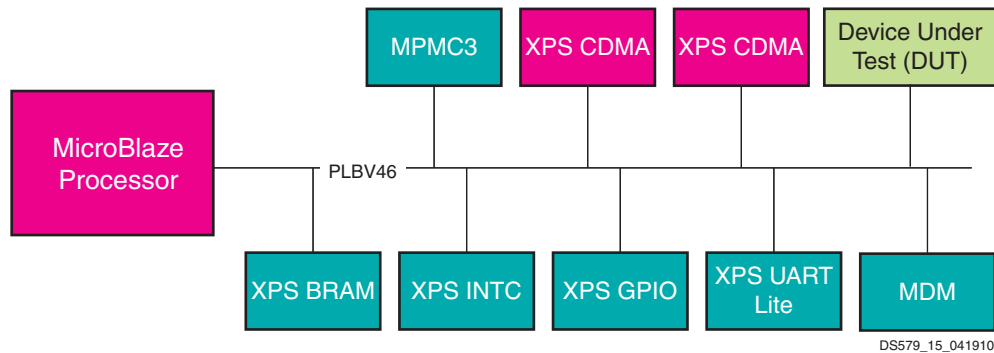 MPMC3
XPS CDMA
XPS CDMA
Device Under
Test (DUT)
MicroBlaze
Processor
PLBV46
XPS BRAM
XPS INTC
XPS GPIO
XPS UART
Lite
MDM
DS579_15_041910